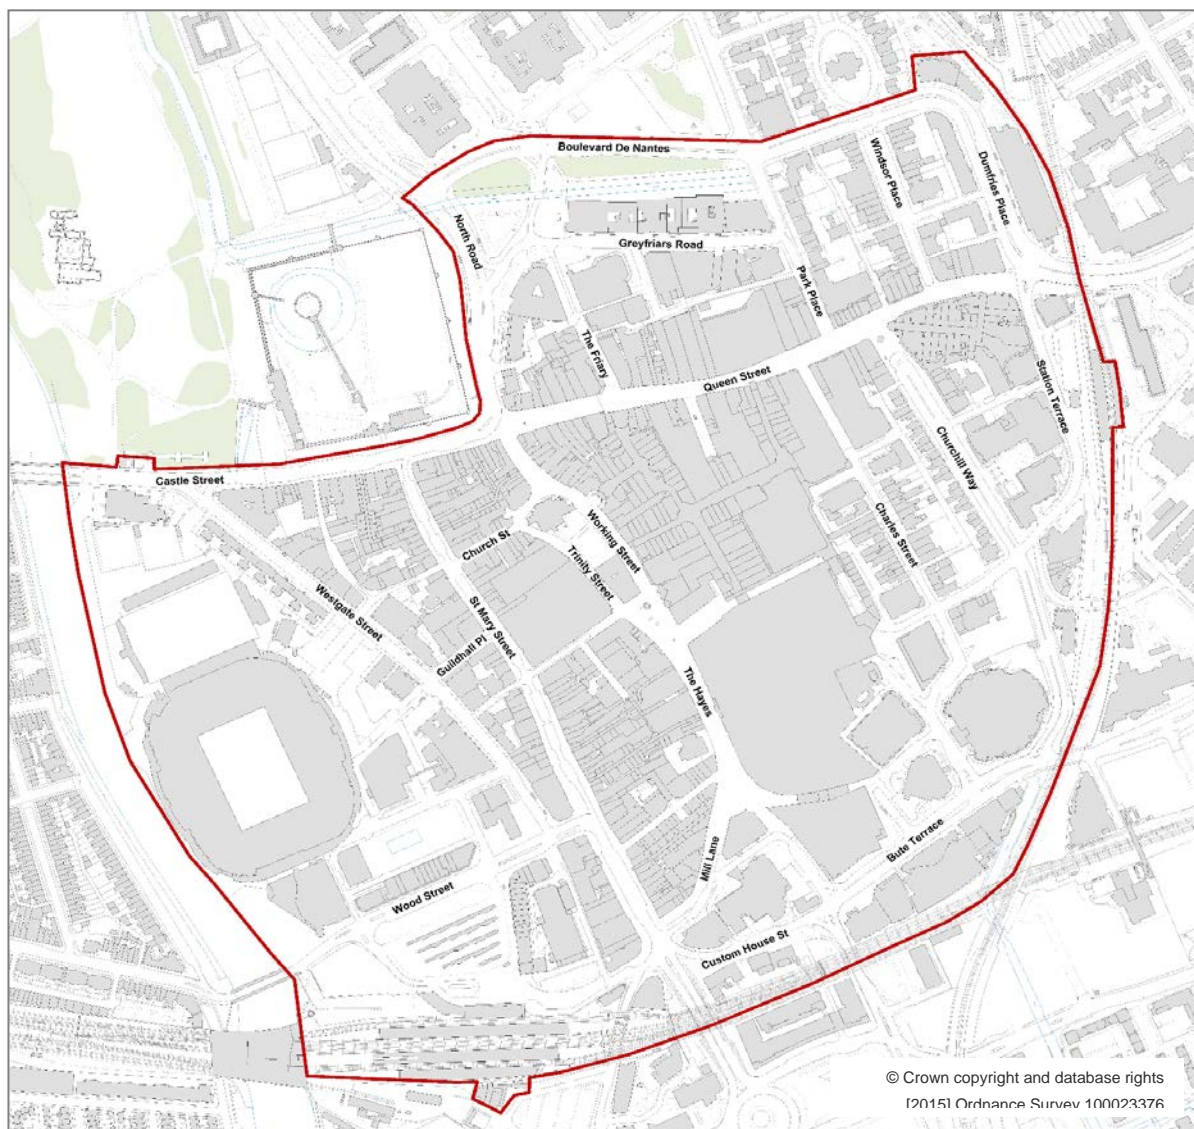 Boulevard De Nantes
Windsor Place
Dumfries Place
North Road
Greyfriars Road
Park Place
The Friary
Queen Street
Station Terrace
Churchill Way
Castle Street
Charles Street
Working Street
Church St
Trinity Street
Westgate Street
St Mary Street
Guildhall Pl
The Hayes
Mill Lane
Bute Terrace
Wood Street
Custom House St
© Crown copyright and database rights
[2015] Ordnance Survey 100023376